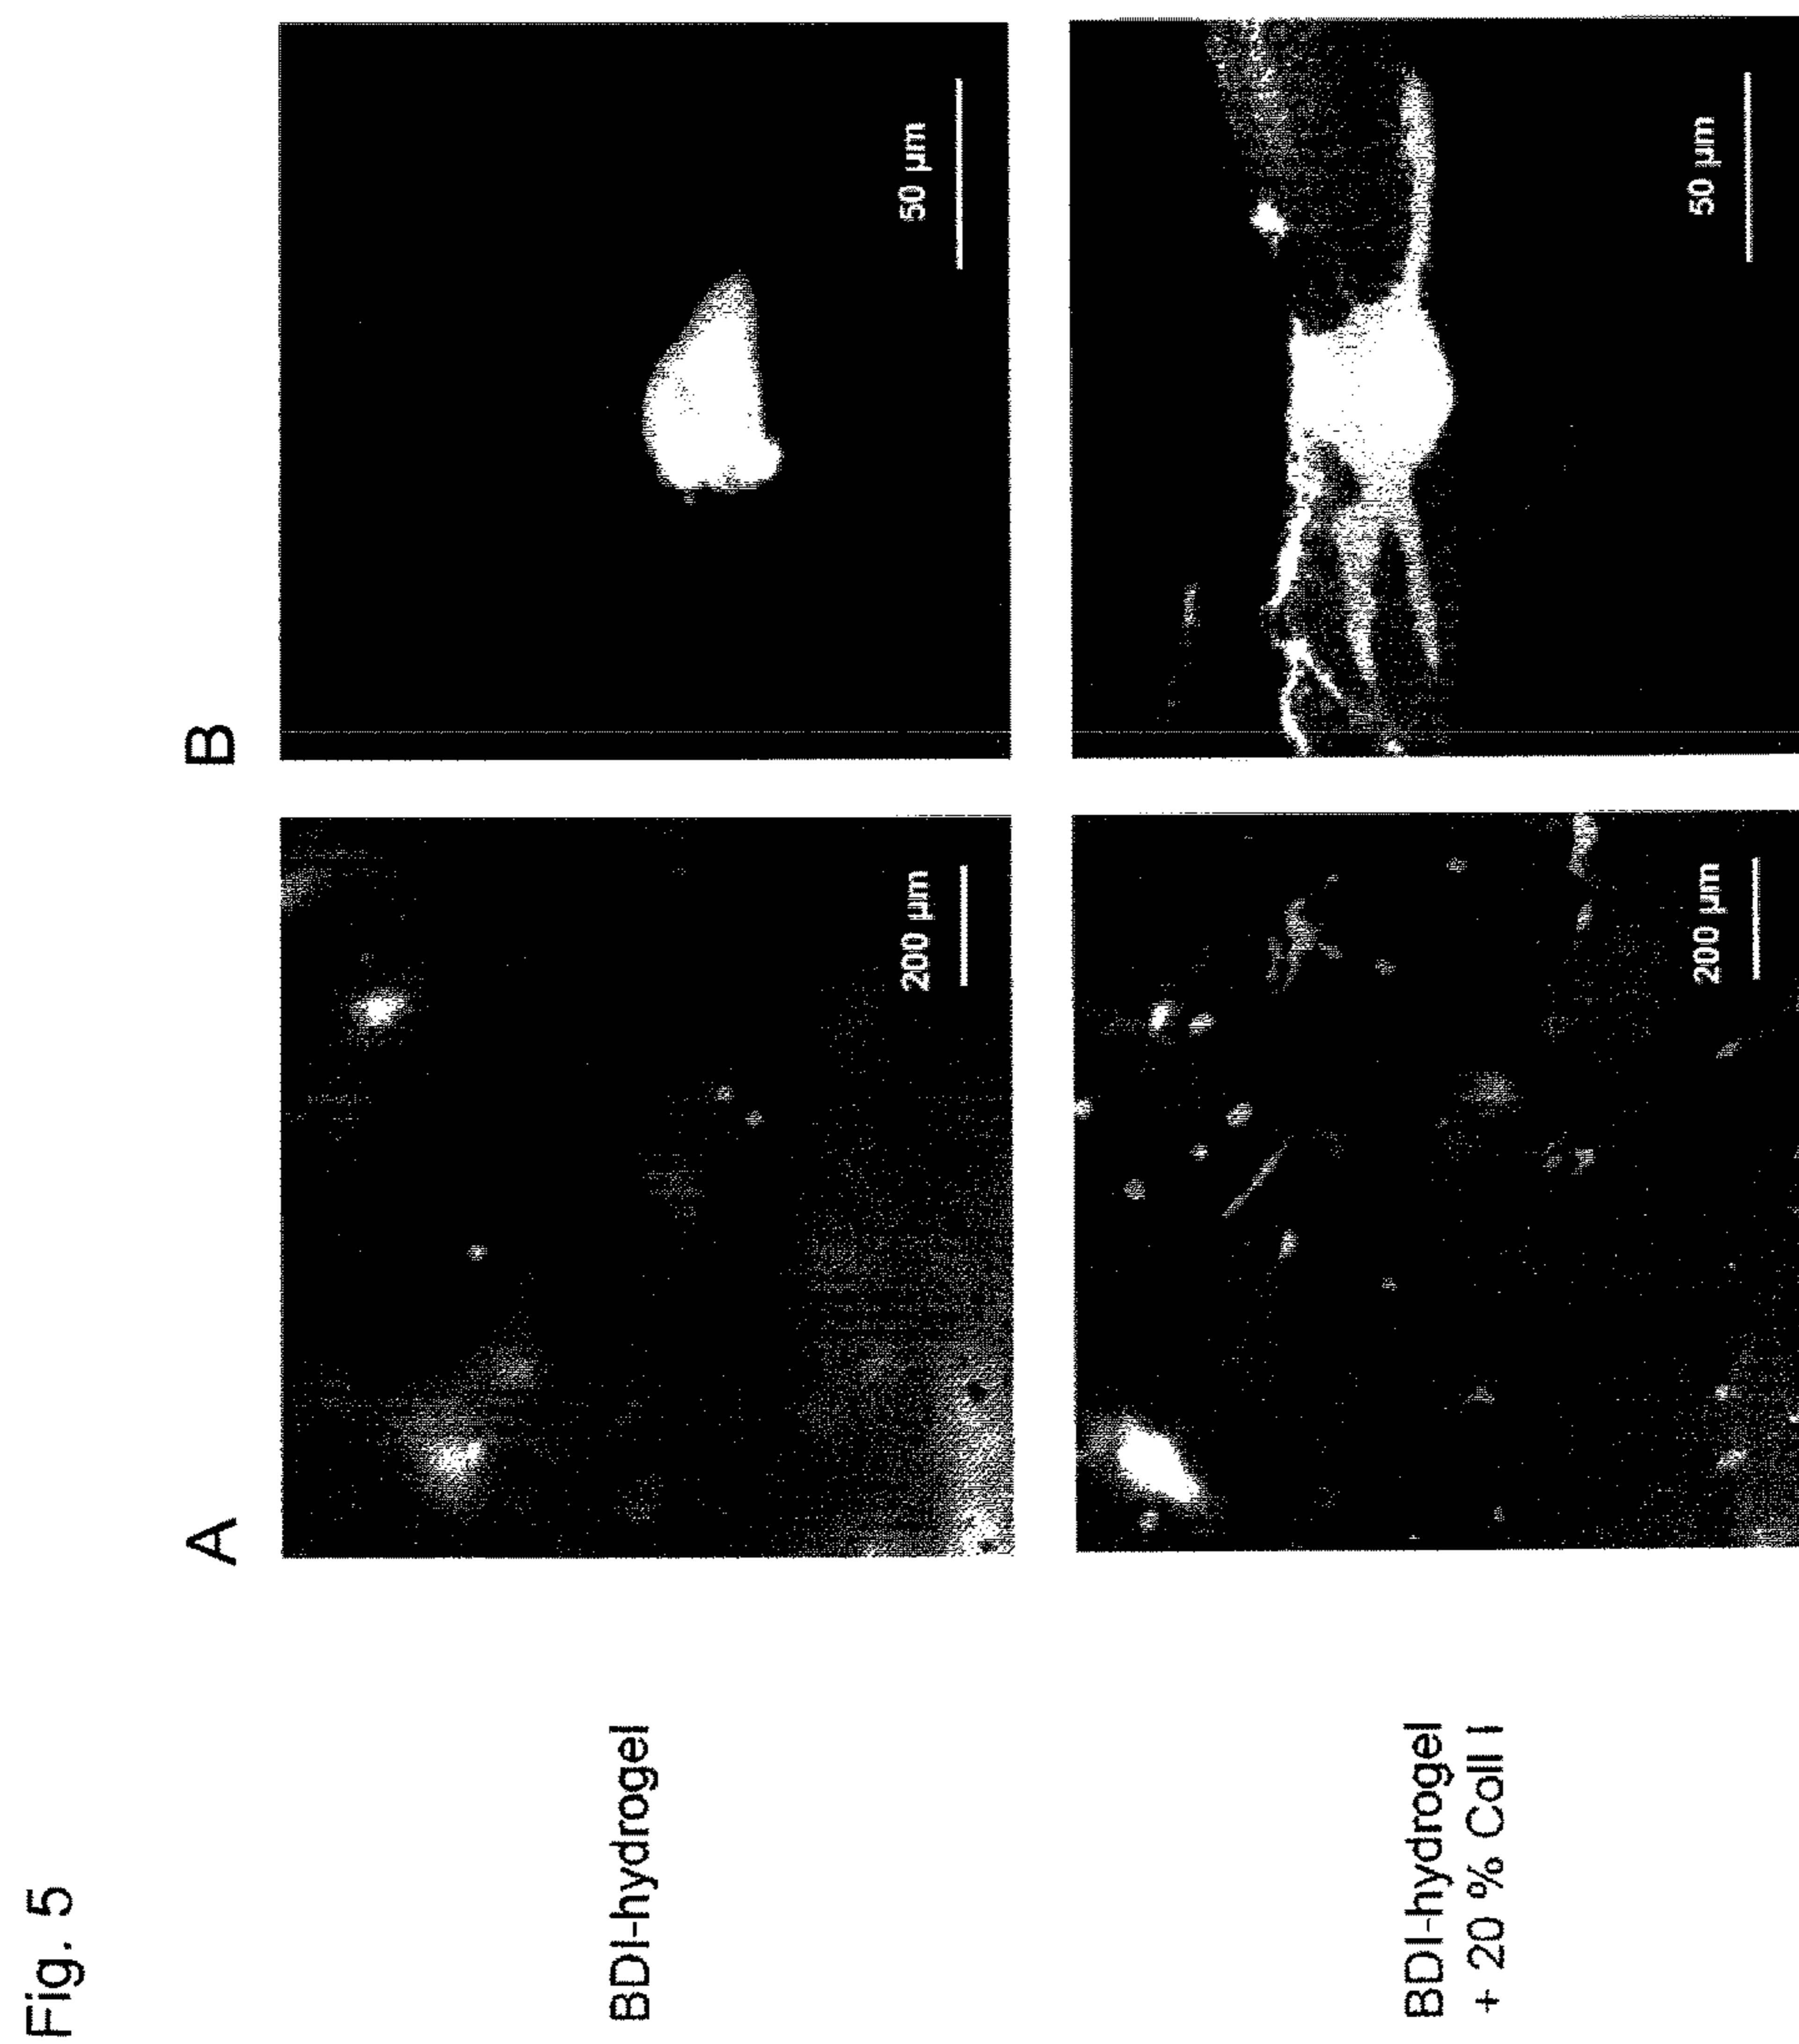 Fig. 5
A
B
BDI-hydrogel
200 µm
50 µm
BDI-hydrogel
+ 20 % Coll I
200 µm
50 µm